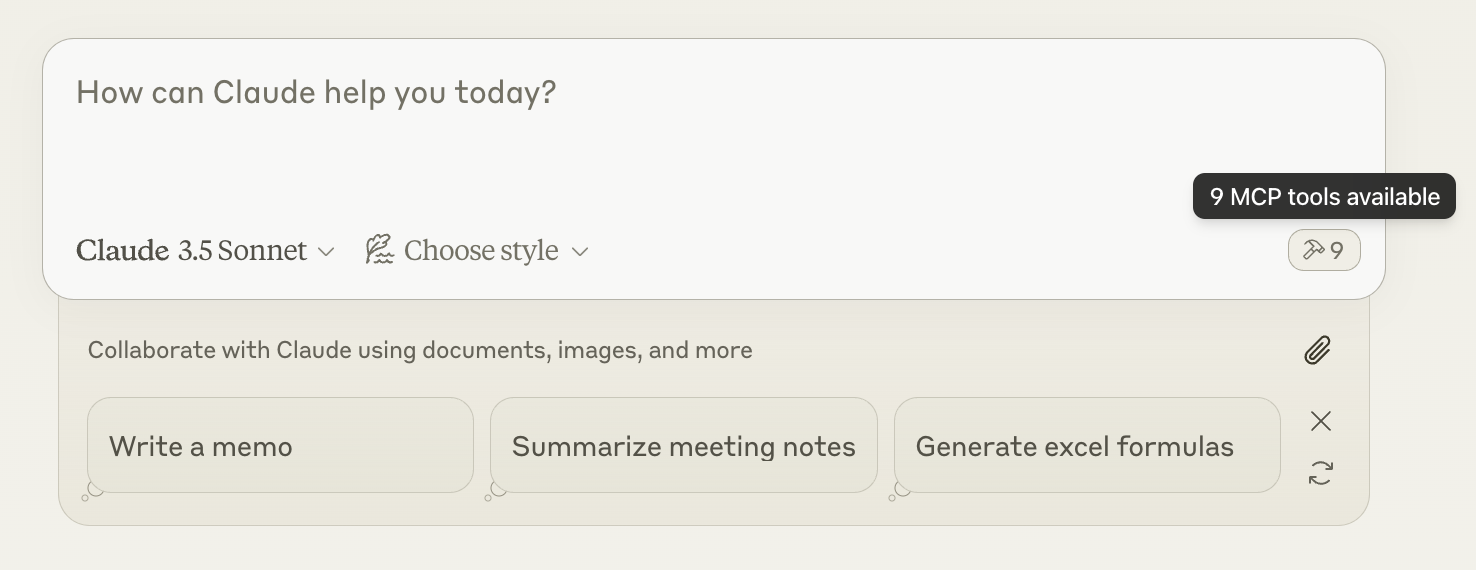 How can Claude help you today?
9 MCP tools available
Claude 3.5 Sonnet Choose style 9
Collaborate with Claude using documents, images, and more
Write a memo Summarize meeting notes Generate excel formulas